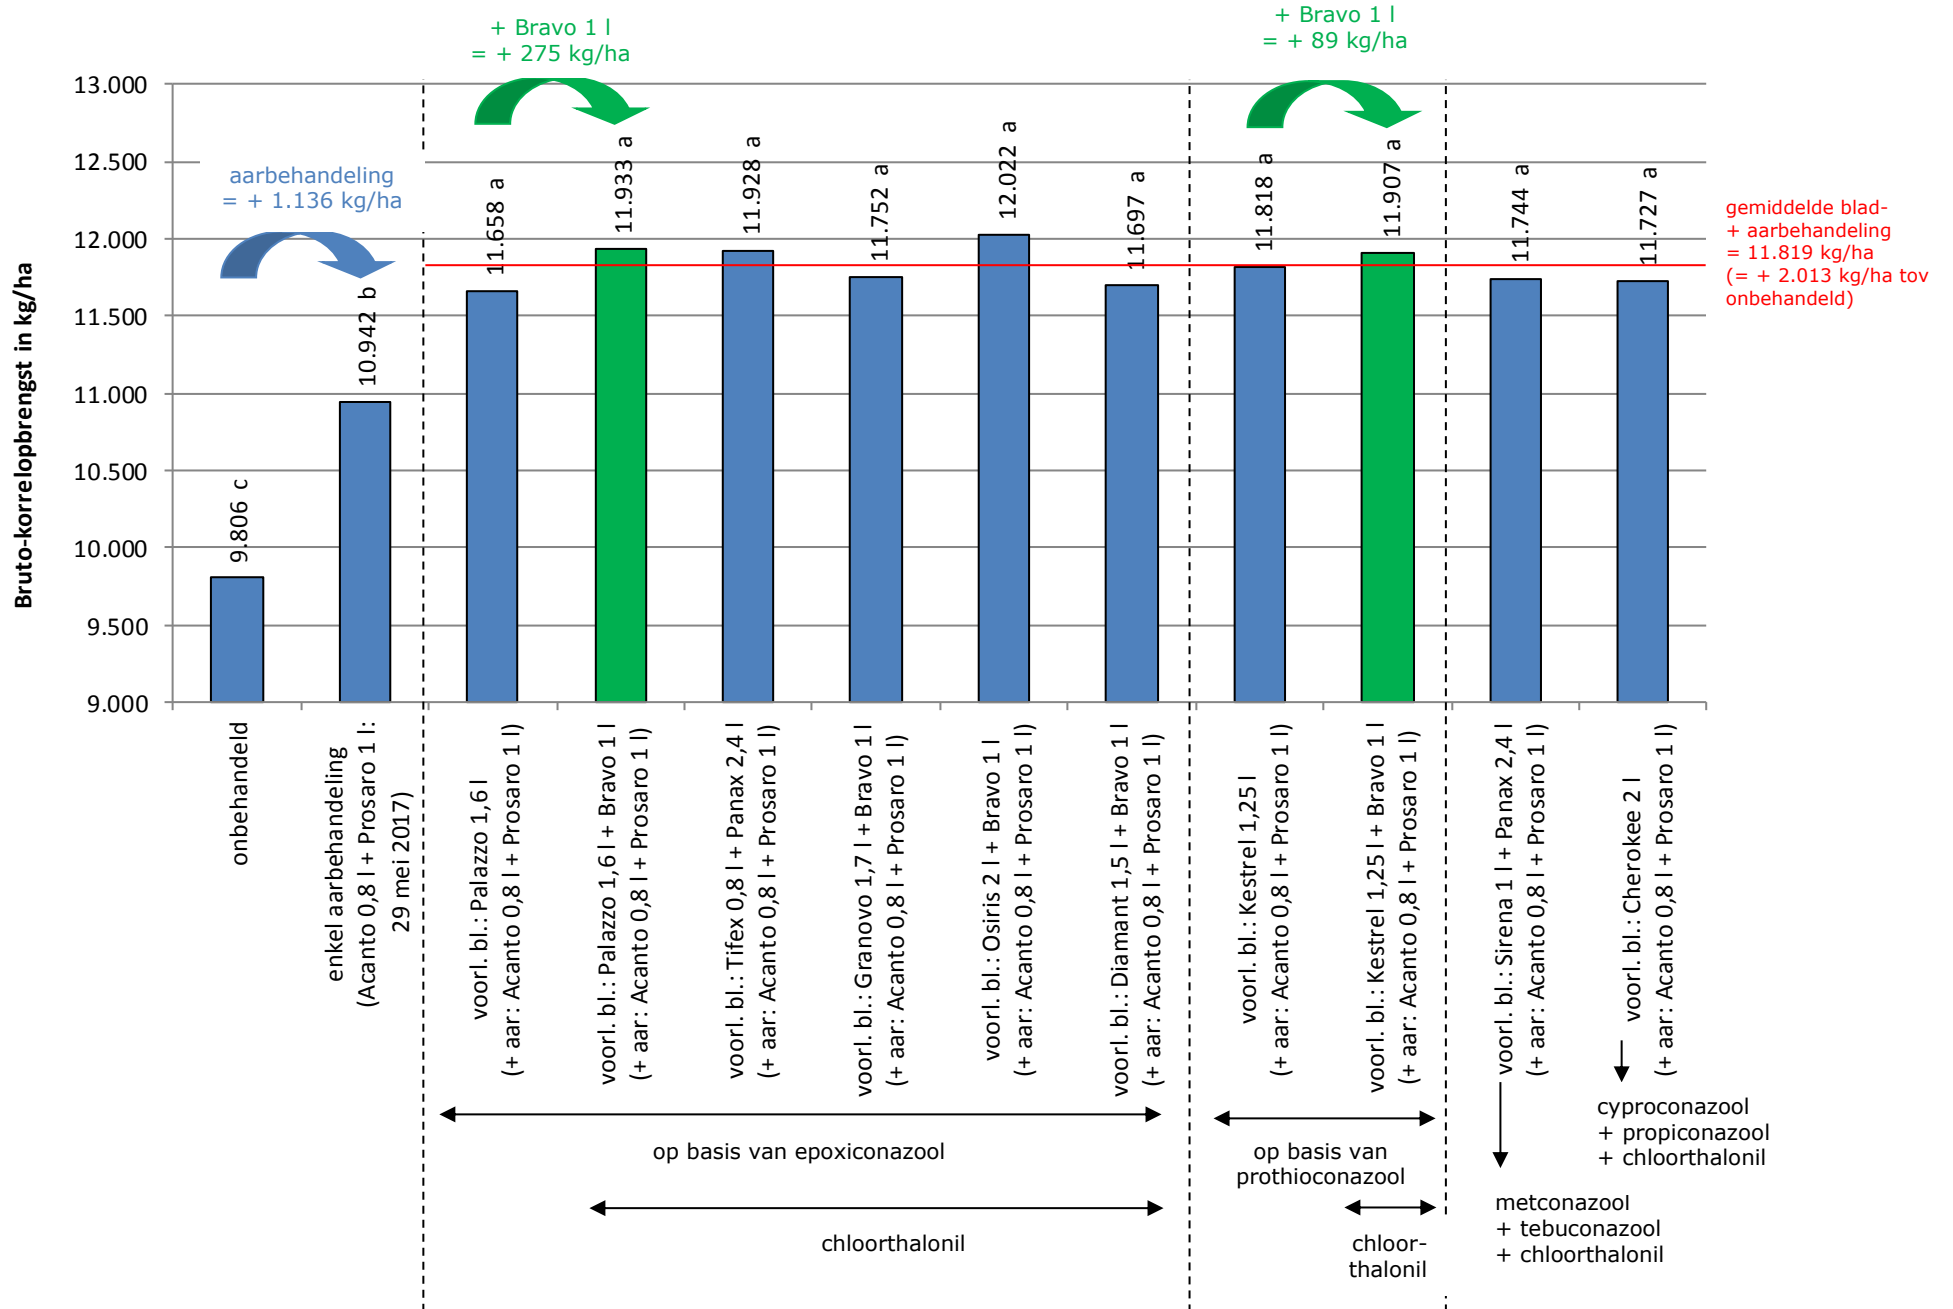 + Bravo 1 l
= + 275 kg/ha
+ Bravo 1 l
= + 89 kg/ha
aarbehandeling
= + 1.136 kg/ha
gemiddelde blad-
+ aarbehandeling
= 11.819 kg/ha
(= + 2.013 kg/ha tov
onbehandeld)
Bruto-korrelopbrengst in kg/ha
13.000
12.500
12.000
11.500
11.000
10.500
10.000
9.500
9.000
9.806 c
10.942 b
11.658 a
11.933 a
11.928 a
11.752 a
12.022 a
11.697 a
11.818 a
11.907 a
11.744 a
11.727 a
onbehandeld
enkel aarbehandeling
(Acanto 0,8 l + Prosaro 1 l:
29 mei 2017)
voorl. bl.: Palazzo 1,6 l
(+ aar: Acanto 0,8 l + Prosaro 1 l)
voorl. bl.: Palazzo 1,6 l + Bravo 1 l
(+ aar: Acanto 0,8 l + Prosaro 1 l)
voorl. bl.: Tifex 0,8 l + Panax 2,4 l
(+ aar: Acanto 0,8 l + Prosaro 1 l)
voorl. bl.: Granovo 1,7 l + Bravo 1 l
(+ aar: Acanto 0,8 l + Prosaro 1 l)
voorl. bl.: Osiris 2 l + Bravo 1 l
(+ aar: Acanto 0,8 l + Prosaro 1 l)
voorl. bl.: Diamant 1,5 l + Bravo 1 l
(+ aar: Acanto 0,8 l + Prosaro 1 l)
voorl. bl.: Kestrel 1,25 l
(+ aar: Acanto 0,8 l + Prosaro 1 l)
voorl. bl.: Kestrel 1,25 l + Bravo 1 l
(+ aar: Acanto 0,8 l + Prosaro 1 l)
voorl. bl.: Sirena 1 l + Panax 2,4 l
(+ aar: Acanto 0,8 l + Prosaro 1 l)
voorl. bl.: Cherokee 2 l
(+ aar: Acanto 0,8 l + Prosaro 1 l)
op basis van epoxiconazool
chloorthalonil
op basis van
prothioconazool
chloor-
thalonil
metconazool
+ tebuconazool
+ chloorthalonil
cyproconazool
+ propiconazool
+ chloorthalonil